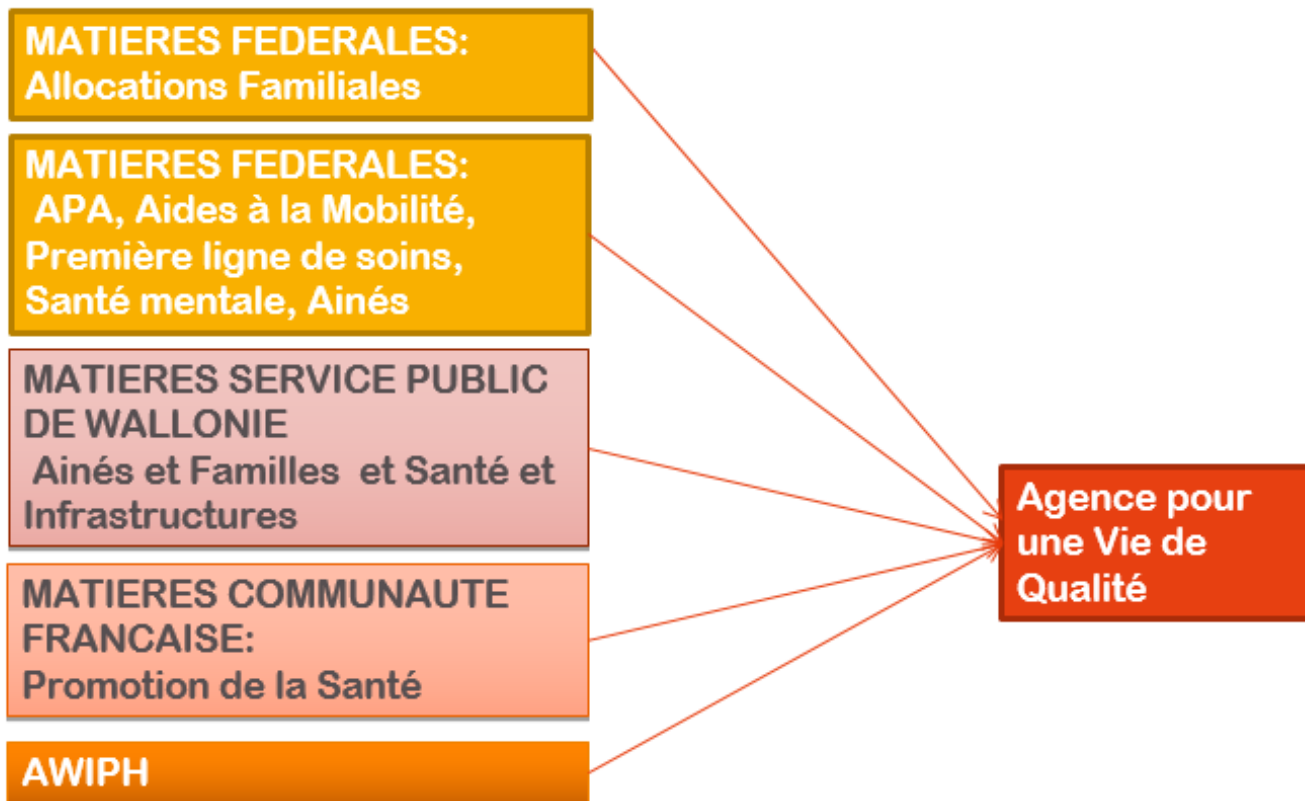 MATIERES FEDERALES:
Allocations Familiales
MATIERES FEDERALES:
APA, Aides à la Mobilité,
Première ligne de soins,
Santé mentale, Ainés
MATIERES SERVICE PUBLIC
DE WALLONIE
Ainés et Familles et Santé et
Infrastructures
MATIERES COMMUNAUTE
FRANCAISE:
Promotion de la Santé
AWIPH
Agence pour
une Vie de
Qualité